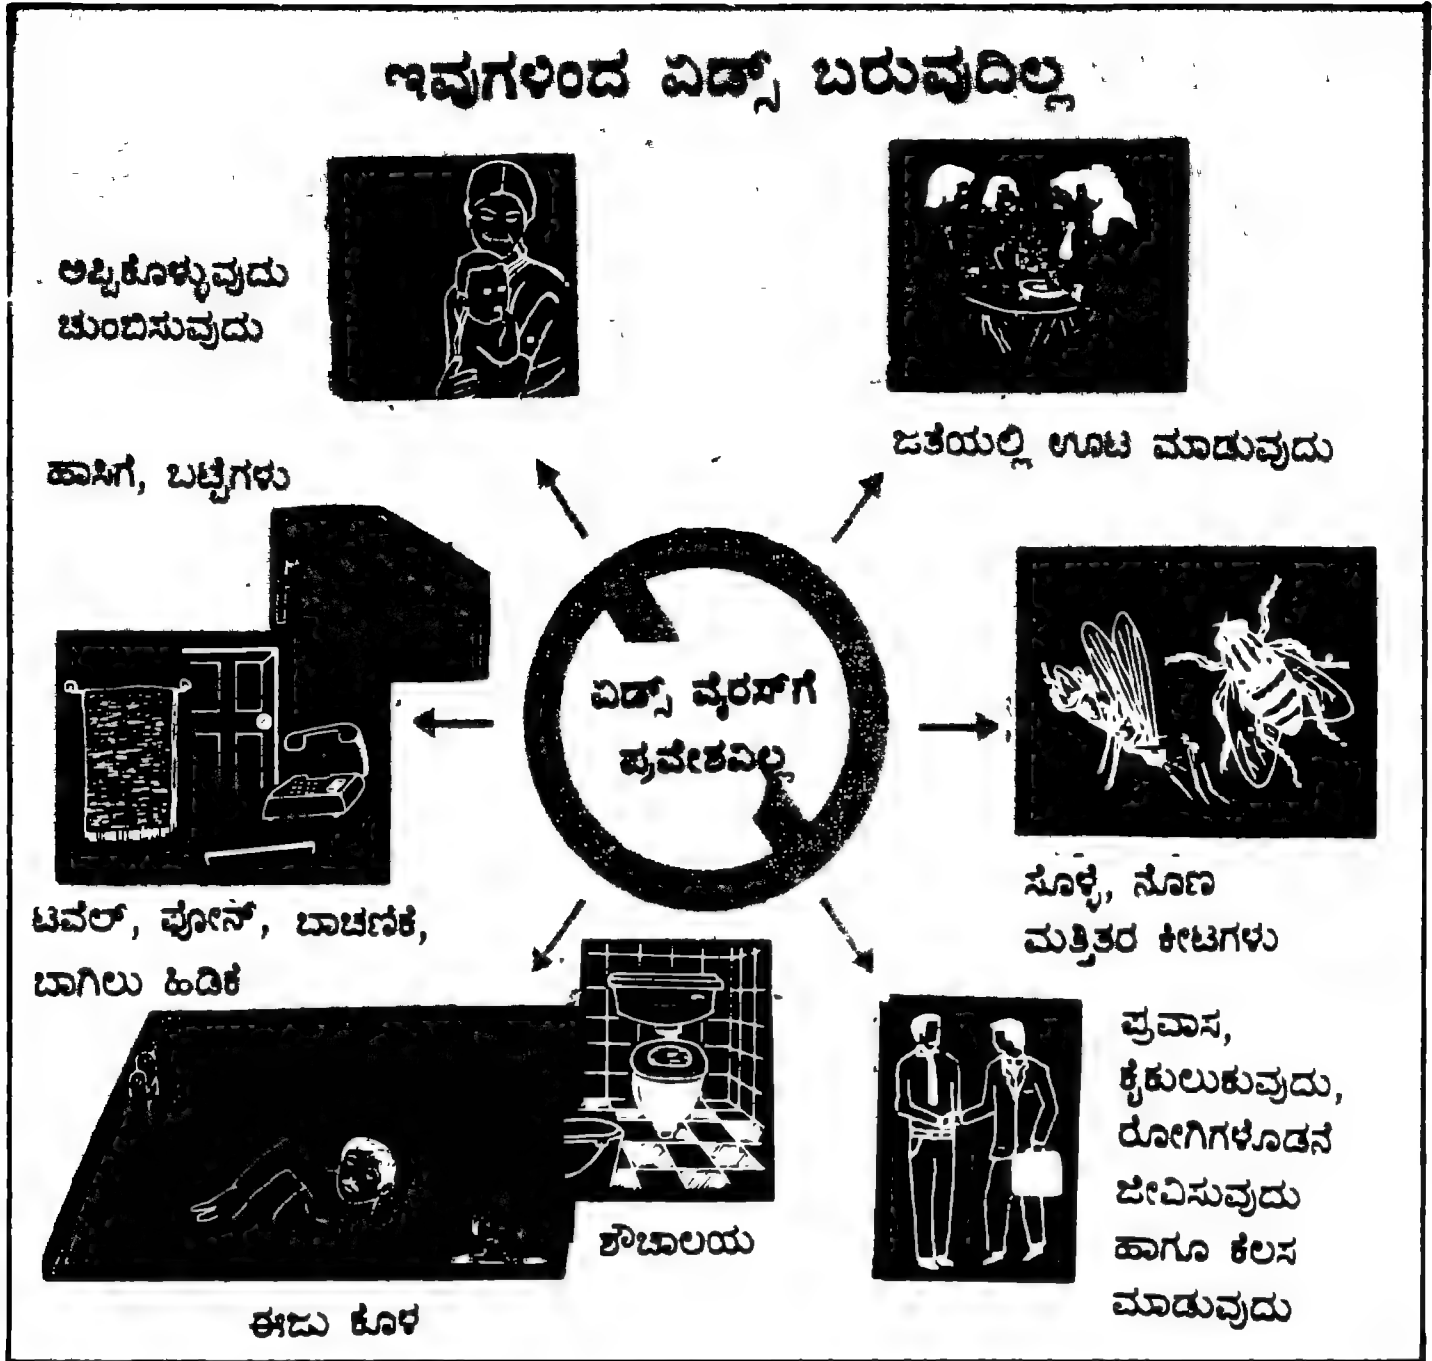 ಇವುಗಳಿಂದ ಏಡ್ಸ್ ಬರುವುದಿಲ್ಲ
ಅಪ್ಪಿಕೊಳ್ಳುವುದು
ಚುಂಬಿಸುವುದು
ಜತೆಯಲ್ಲಿ ಊಟ ಮಾಡುವುದು
ಹಾಸಿಗೆ, ಬಟ್ಟೆಗಳು
ಏಡ್ಸ್ ವೈರಸ್‌ಗೆ
ಪ್ರವೇಶವಿಲ್ಲ
ಟವೆಲ್, ಫೋನ್, ಬಾಚಣಿಕೆ,
ಬಾಗಿಲು ಹಿಡಿಕೆ
ಸೊಳ್ಳೆ, ನೊಣ
ಮತ್ತಿತರ ಕೀಟಗಳು
ಶೌಚಾಲಯ
ಈಜು ಕೊಳ
ಪ್ರವಾಸ,
ಕೈಕುಲುಕುವುದು,
ರೋಗಿಗಳೊಡನೆ
ಜೀವಿಸುವುದು
ಹಾಗೂ ಕೆಲಸ
ಮಾಡುವುದು